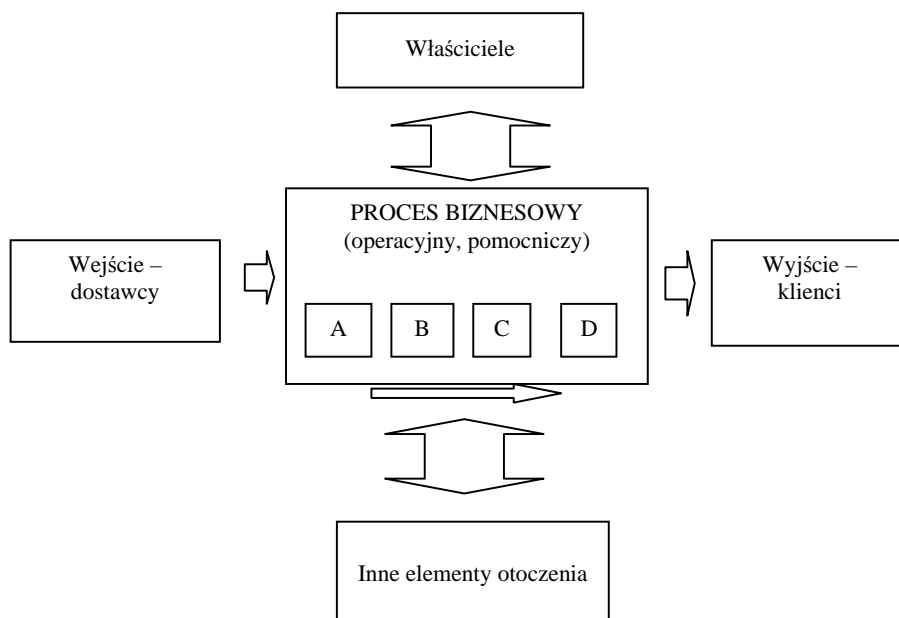 Właściciele
PROCES BIZNESOWY
(operacyjny, pomocniczy)
Wejście –
dostawcy
Wyjście –
klienci
A
B
C
D
Inne elementy otoczenia